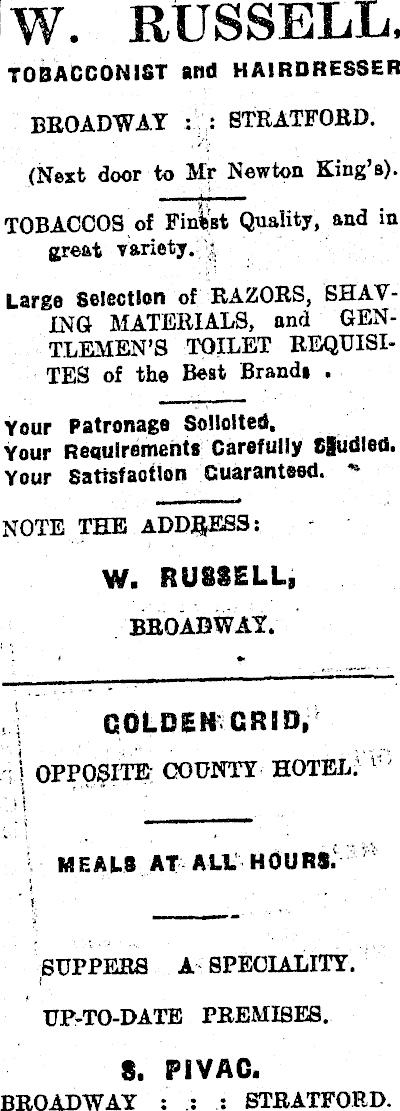 W. RUSSELL,
TOBACCONIST and HAIRDRESSER
BROADWAY : : STRATFORD.
(Next door to Mr Newton King's).
TOBACCOS of Finest Quality, and in
great variety.
Large Selection of RAZORS, SHAV-
ING MATERIALS, and GEN-
TLEMEN'S TOILET REQUISI-
TES of the Best Brands .
Your Patronage Solicited.
Your Requirements Carefully Studied.
Your Satisfaction Guaranteed.
NOTE THE ADDRESS:
W. RUSSELL,
BROADWAY.
GOLDEN GRID,
OPPOSITE COUNTY HOTEL.
MEALS AT ALL HOURS.
SUPPERS A SPECIALITY.
UP-TO-DATE PREMISES.
S. PIVAC.
BROADWAY : : : STRATFORD.